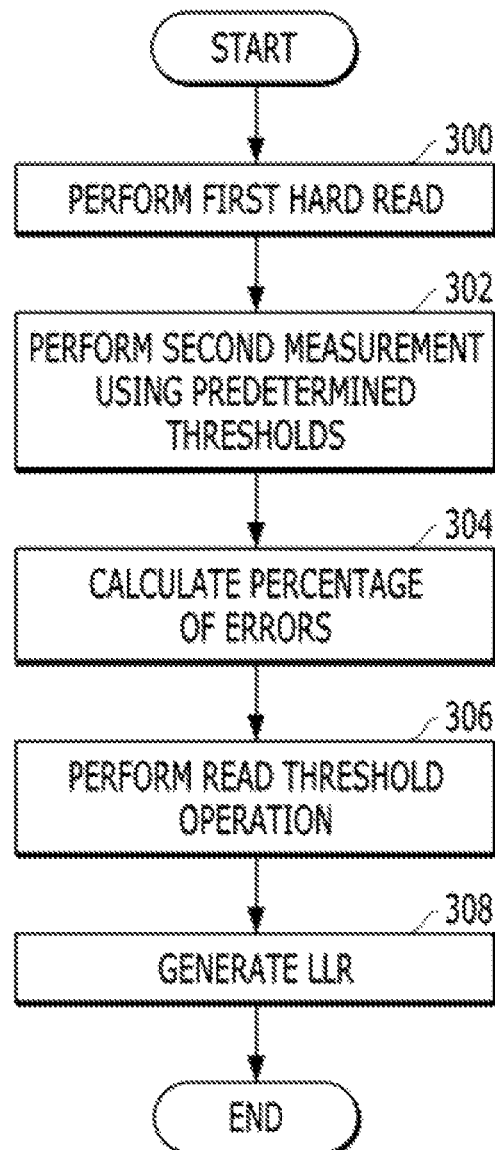 START
300
PERFORM FIRST HARD READ
302
PERFORM SECOND MEASUREMENT
USING PREDETERMINED
THRESHOLDS
304
CALCULATE PERCENTAGE
OF ERRORS
306
PERFORM READ THRESHOLD
OPERATION
308
GENERATE LLR
END